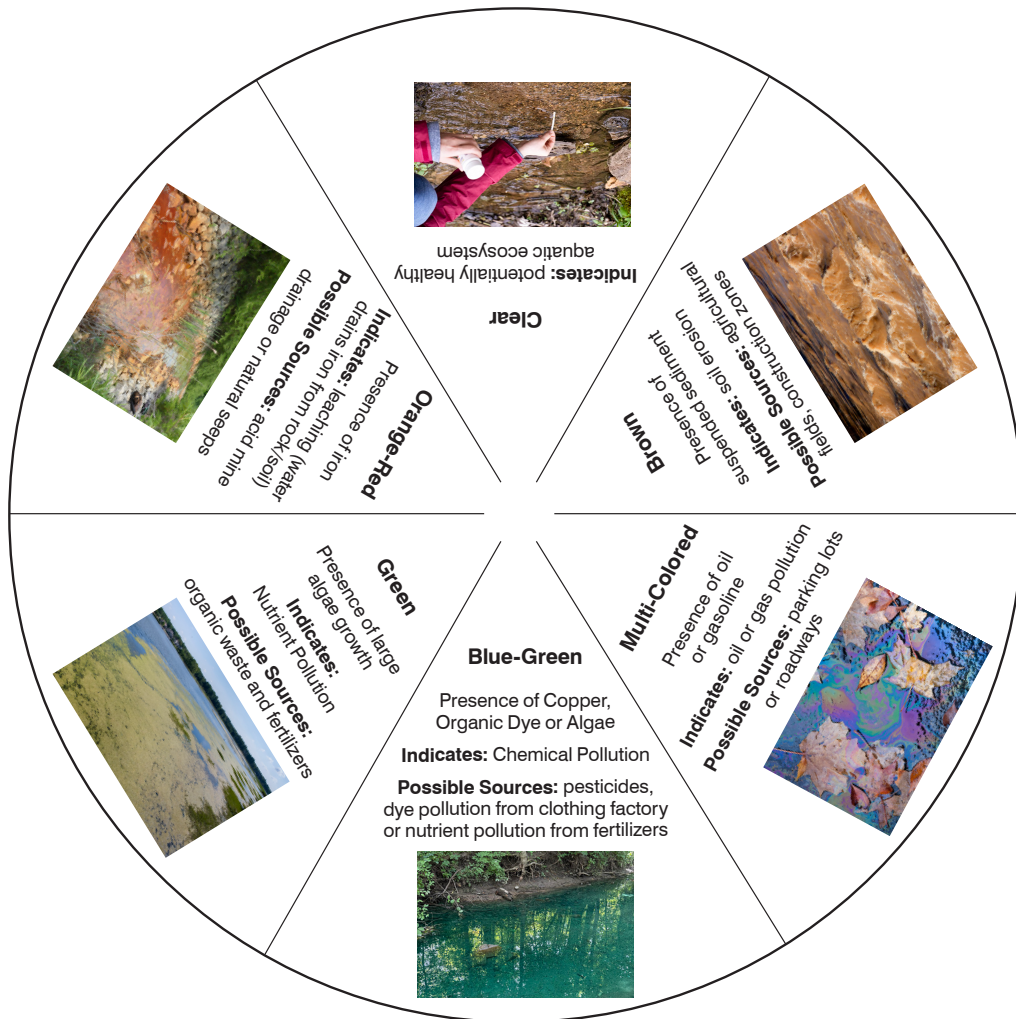 Clear
Indicates: potentially healthy
aquatic ecosystem
Brown
Presence of
suspended sediment
Indicates: soil erosion
Possible Sources: agricultural
fields, construction zones
Multi-Colored
Presence of oil
or gasoline
Indicates: oil or gas pollution
Possible Sources: parking lots
or roadways
Blue-Green
Presence of Copper,
Organic Dye or Algae
Indicates: Chemical Pollution
Possible Sources: pesticides,
dye pollution from clothing factory
or nutrient pollution from fertilizers
Green
Presence of large
algae growth
Indicates:
Nutrient Pollution
Possible Sources:
organic waste and fertilizers
Orange-Red
Presence of iron
Indicates: leaching (water
drains iron from rock/soil)
Possible Sources: acid mine
drainage or natural seeps